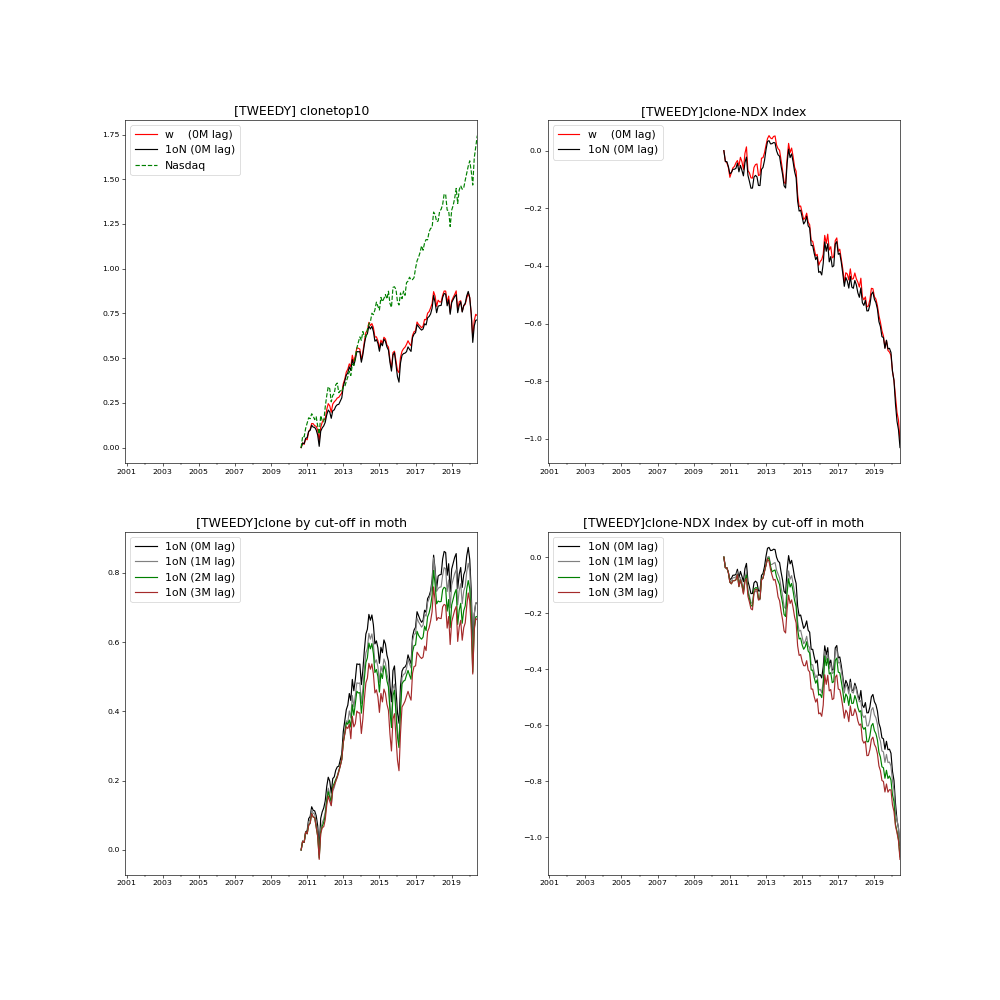 [TWEEDY] clonetop10
w (0M lag)
1oN (0M lag)
Nasdaq
1.75
1.50
1.25
1.00
0.75
0.50
0.25
0.00
2001 2003 2005 2007 2009 2011 2013 2015 2017 2019
[TWEEDY]clone-NDX Index
w (0M lag)
1oN (0M lag)
0.0
−0.2
−0.4
−0.6
−0.8
−1.0
2001 2003 2005 2007 2009 2011 2013 2015 2017 2019
[TWEEDY]clone by cut-off in moth
1oN (0M lag)
1oN (1M lag)
1oN (2M lag)
1oN (3M lag)
0.8
0.6
0.4
0.2
0.0
2001 2003 2005 2007 2009 2011 2013 2015 2017 2019
[TWEEDY]clone-NDX Index by cut-off in moth
1oN (0M lag)
1oN (1M lag)
1oN (2M lag)
1oN (3M lag)
0.0
−0.2
−0.4
−0.6
−0.8
−1.0
2001 2003 2005 2007 2009 2011 2013 2015 2017 2019